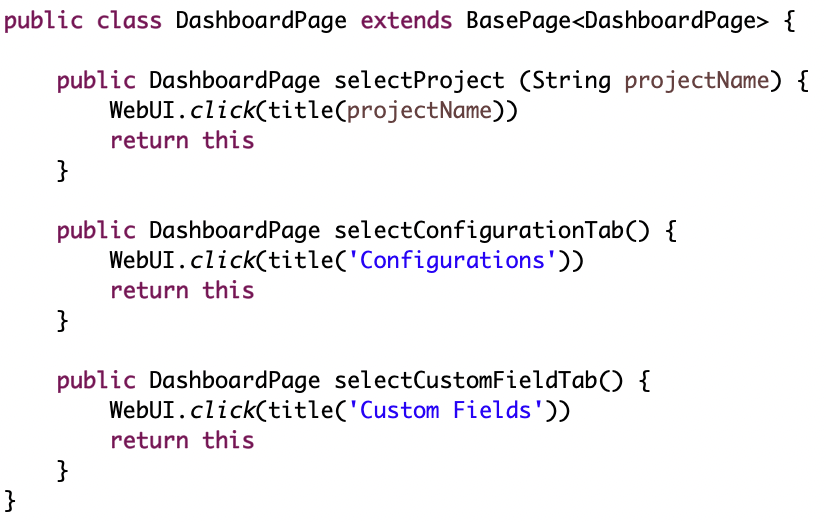 public class DashboardPage extends BasePage<DashboardPage> {
public DashboardPage selectProject (String projectName) {
WebUI.click(title(projectName))
return this
}
public DashboardPage selectConfigurationTab() {
WebUI.click(title('Configurations'))
return this
}
public DashboardPage selectCustomFieldTab() {
WebUI.click(title('Custom Fields'))
return this
}
}